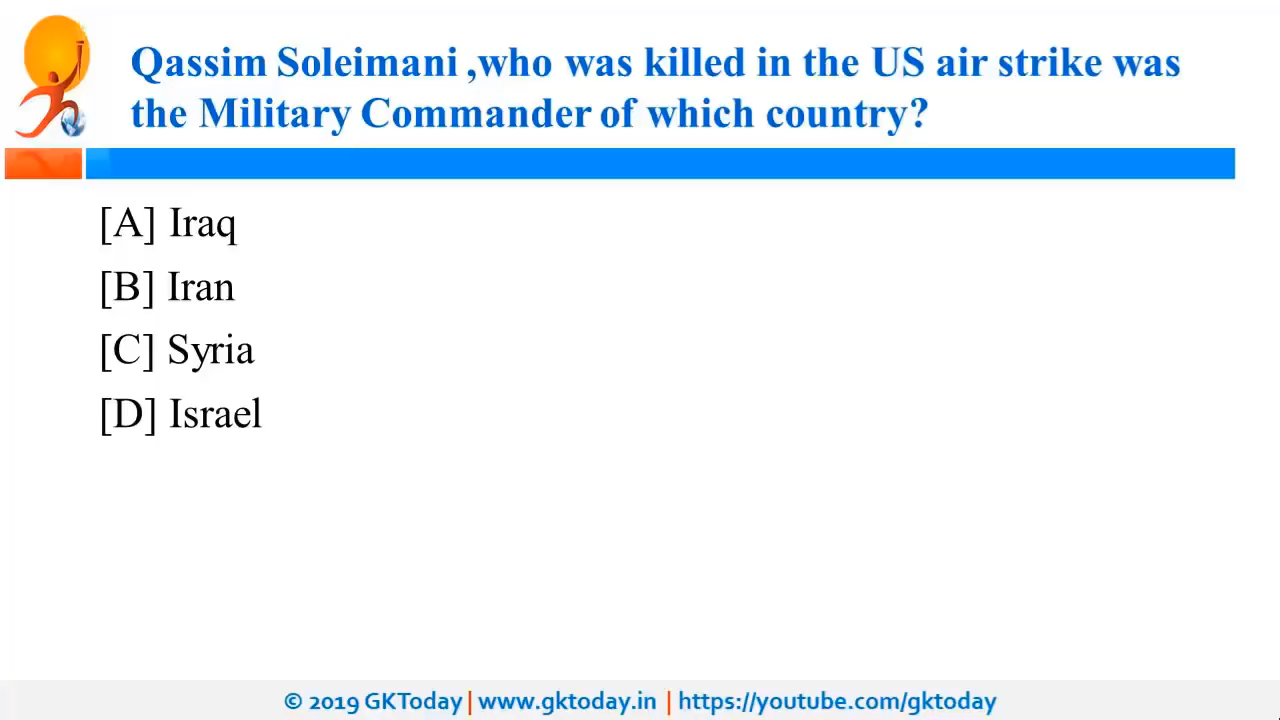 Qassim Soleimani ,who was killed in the US air strike was
the Military Commander of which country?
[A] Iraq
[B] Iran
[C] Syria
[D] Israel
© 2019 GKToday | www.gktoday.in | https://youtube.com/gktoday